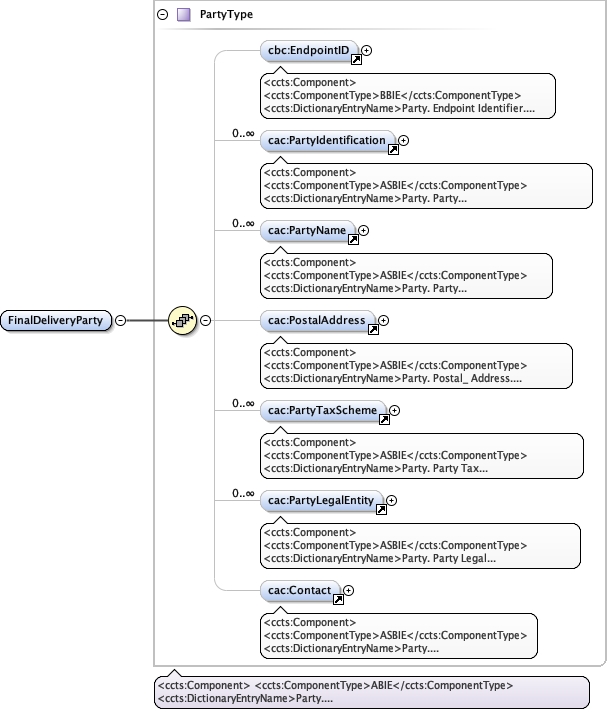 PartyType
cbc:EndpointID
<ccts:Component>
<ccts:ComponentType>BBIE</ccts:ComponentType>
<ccts:DictionaryEntryName>Party. Endpoint Identifier....
0..∞
cac:PartyIdentification
<ccts:Component>
<ccts:ComponentType>ASBIE</ccts:ComponentType>
<ccts:DictionaryEntryName>Party. Party...
0..∞
cac:PartyName
<ccts:Component>
<ccts:ComponentType>ASBIE</ccts:ComponentType>
<ccts:DictionaryEntryName>Party. Party...
FinalDeliveryParty
cac:PostalAddress
<ccts:Component>
<ccts:ComponentType>ASBIE</ccts:ComponentType>
<ccts:DictionaryEntryName>Party. Postal_ Address....
0..∞
cac:PartyTaxScheme
<ccts:Component>
<ccts:ComponentType>ASBIE</ccts:ComponentType>
<ccts:DictionaryEntryName>Party. Party Tax...
0..∞
cac:PartyLegalEntity
<ccts:Component>
<ccts:ComponentType>ASBIE</ccts:ComponentType>
<ccts:DictionaryEntryName>Party. Party Legal...
cac:Contact
<ccts:Component>
<ccts:ComponentType>ASBIE</ccts:ComponentType>
<ccts:DictionaryEntryName>Party....
<ccts:Component> <ccts:ComponentType>ABIE</ccts:ComponentType>
<ccts:DictionaryEntryName>Party....